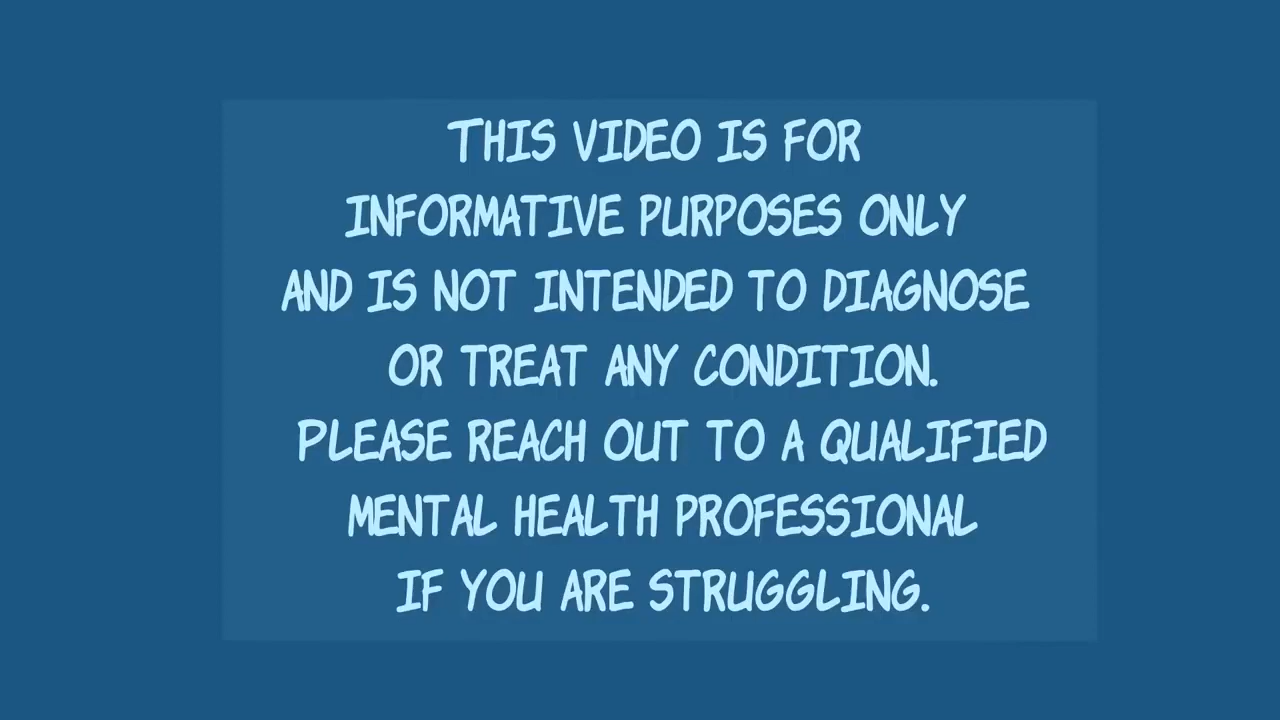 THIS VIDEO IS FOR
INFORMATIVE PURPOSES ONLY
AND IS NOT INTENDED TO DIAGNOSE
OR TREAT ANY CONDITION.
PLEASE REACH OUT TO A QUALIFIED
MENTAL HEALTH PROFESSIONAL
IF YOU ARE STRUGGLING.